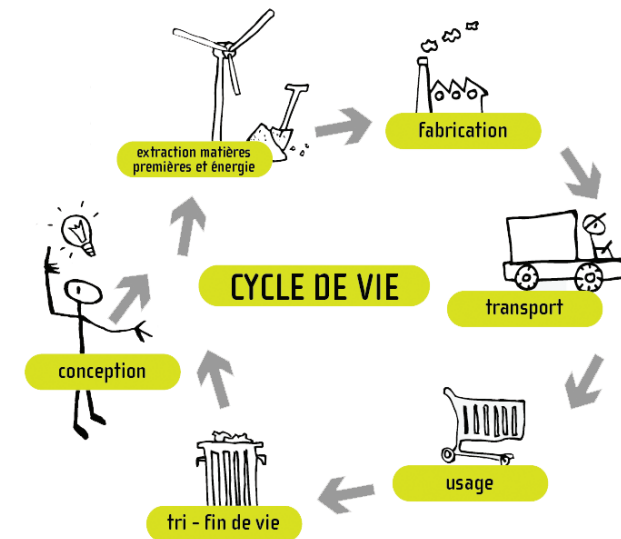 extraction matières
premières et énergie
fabrication
CYCLE DE VIE
transport
conception
usage
tri - fin de vie